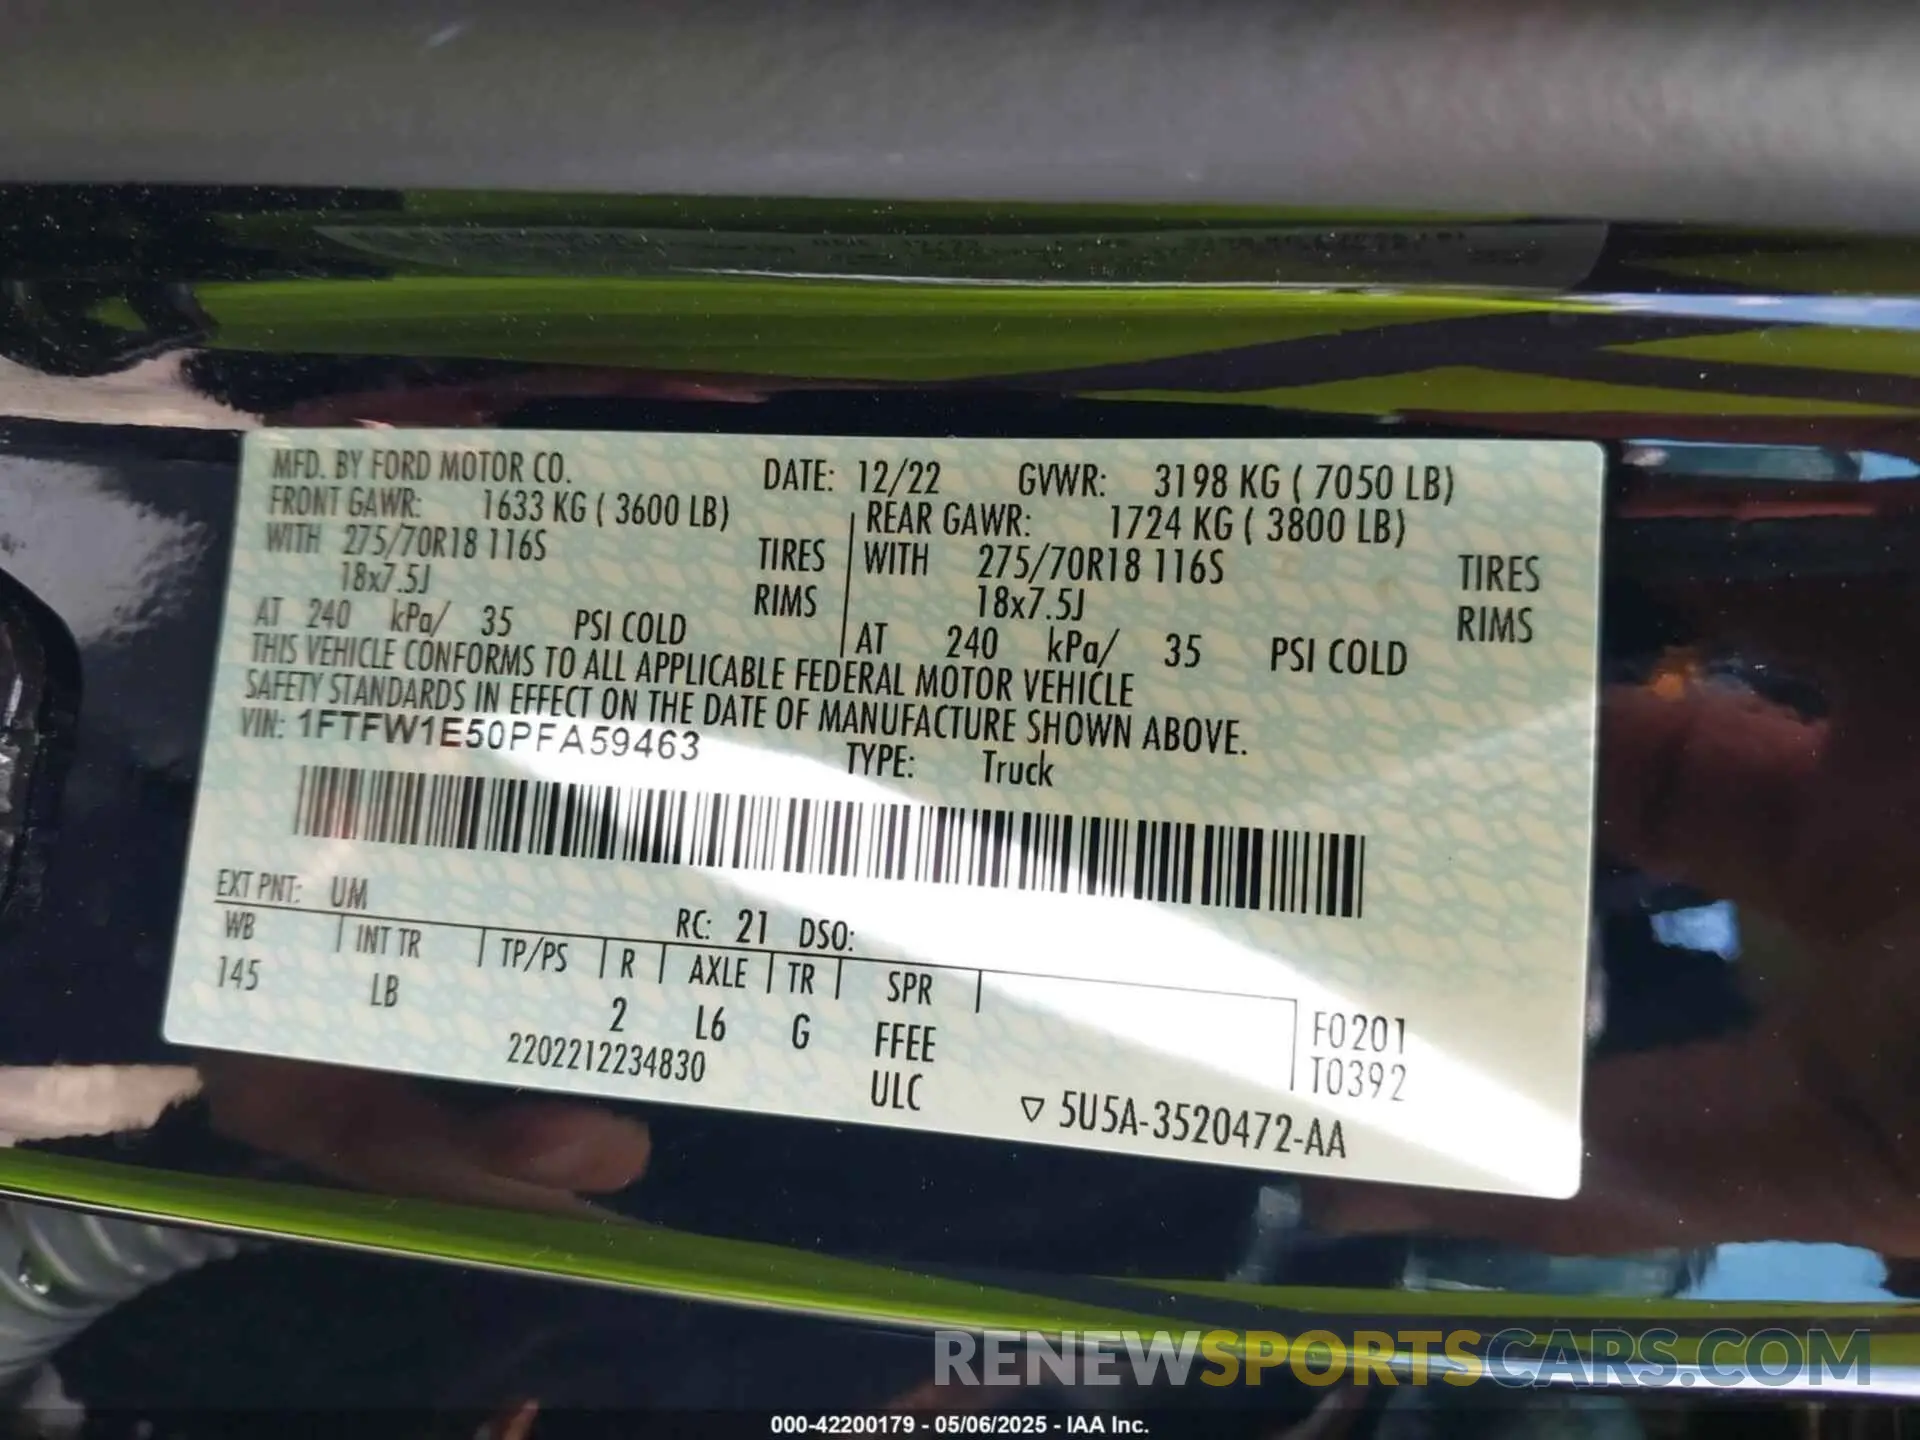 MFD. BY FORD MOTOR CO. DATE: 12/22 GVWR: 3198 KG ( 7050 LB)
FRONT GAWR: 1633 KG ( 3600 LB) REAR GAWR: 1724 KG ( 3800 LB)
WITH 275/70R18 116S TIRES WITH 275/70R18 116S TIRES
18x7.5J RIMS 18x7.5J RIMS
AT 240 kPa/ 35 PSI COLD AT 240 kPa/ 35 PSI COLD
THIS VEHICLE CONFORMS TO ALL APPLICABLE FEDERAL MOTOR VEHICLE
SAFETY STANDARDS IN EFFECT ON THE DATE OF MANUFACTURE SHOWN ABOVE.
VIN: 1FTFW1E50PFA59463 TYPE: Truck
EXT PNT: UM RC: 21 DSO:
WB INT TR TP/PS R AXLE TR SPR
145 LB 2 L6 G FFEE F0201
2202212234830 ULC T0392
▽ 5U5A-3520472-AA
RENEWSPORTSCARS.COM
000-42200179 - 05/06/2025 - IAA Inc.